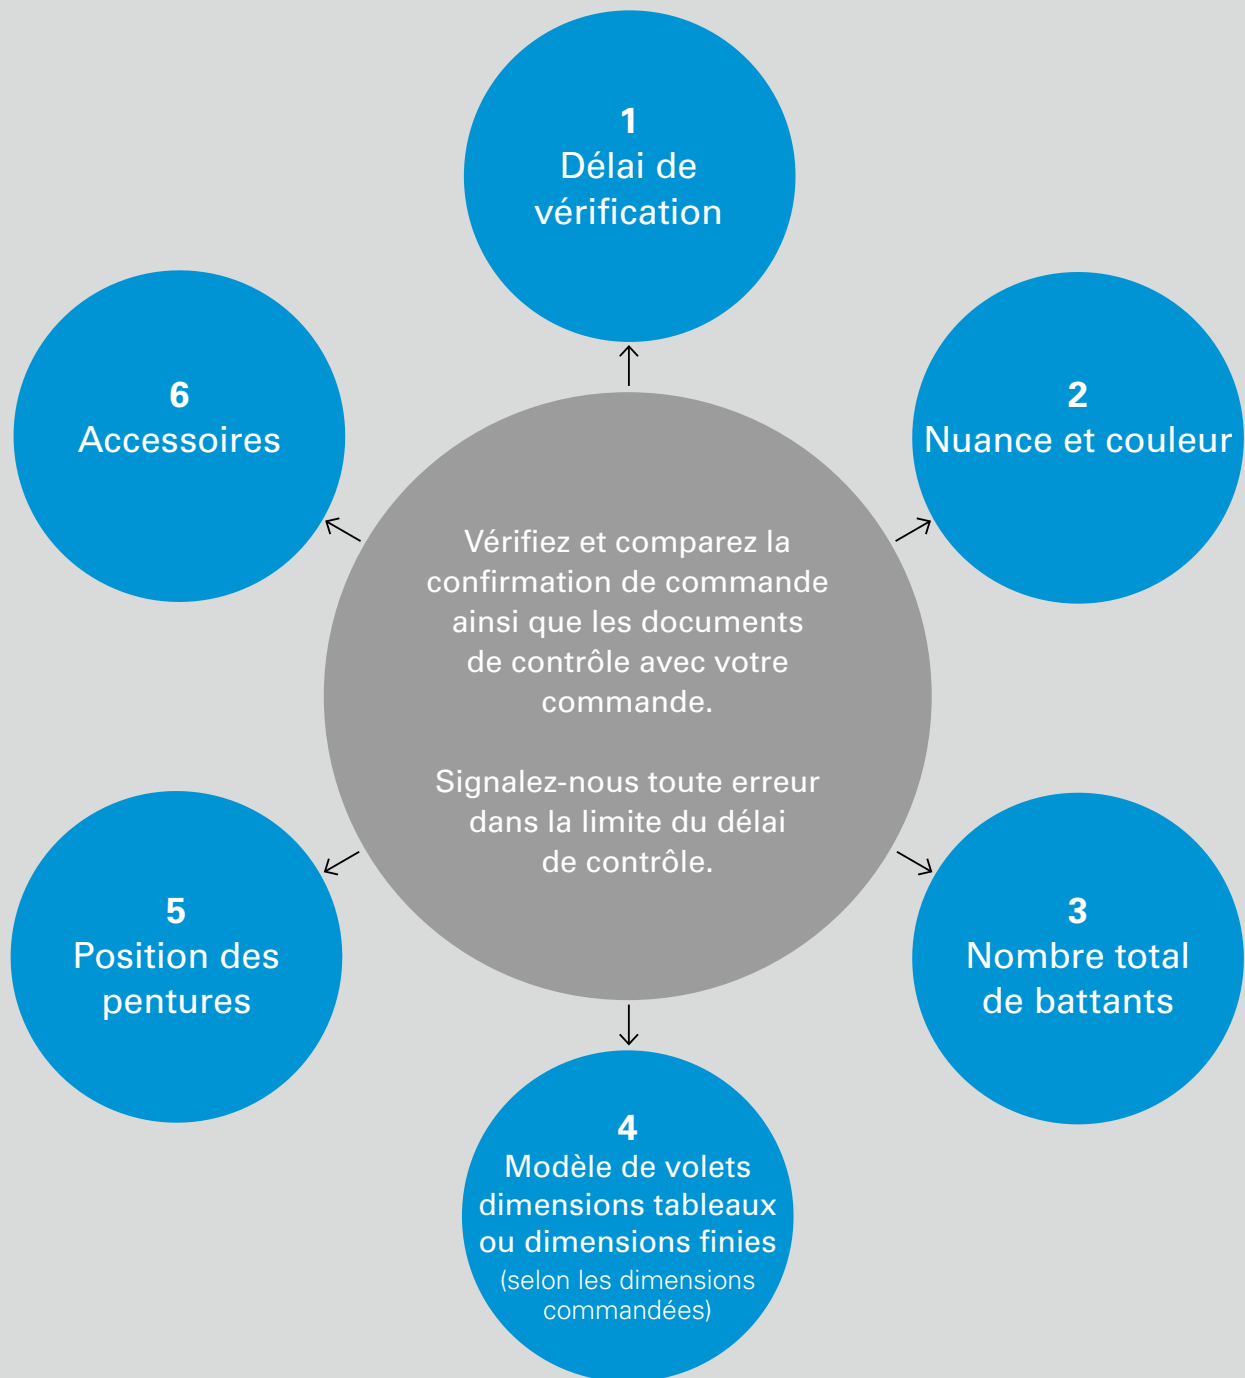 1
Délai de
vérification
6
Accessoires
2
Nuance et couleur
Vérifiez et comparez la
confirmation de commande
ainsi que les documents
de contrôle avec votre
commande.
Signalez-nous toute erreur
dans la limite du délai
de contrôle.
5
Position des
pentures
3
Nombre total
de battants
4
Modèle de volets
dimensions tableaux
ou dimensions finies
(selon les dimensions
commandées)